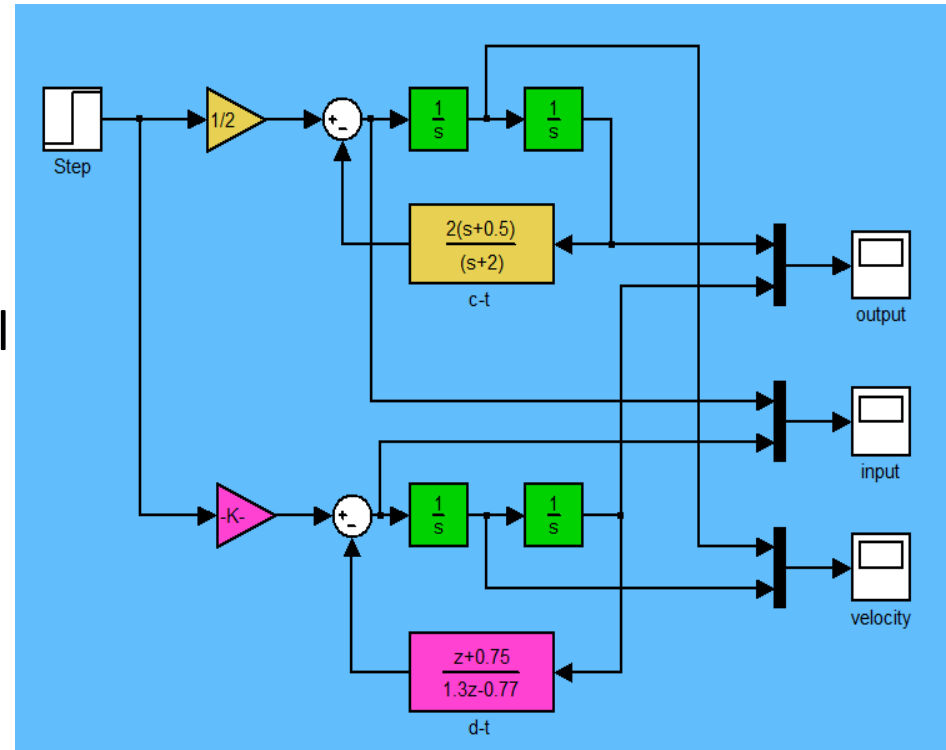 Step
1/2
+
-
1
s
1
s
2(s+0.5)
(s+2)
c-t
output
input
-K-
+
-
1
s
1
s
velocity
z+0.75
1.3z-0.77
d-t